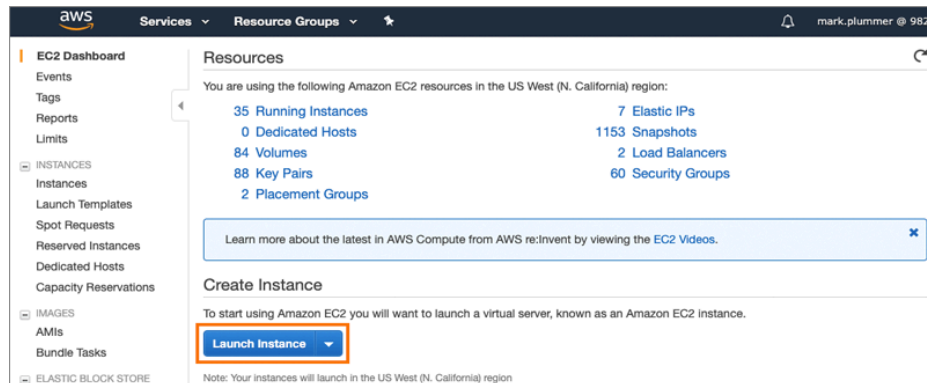 aws Services Resource Groups mark.plummer @ 982
EC2 Dashboard
Events
Tags
Reports
Limits
INSTANCES
Instances
Launch Templates
Spot Requests
Reserved Instances
Dedicated Hosts
Capacity Reservations
IMAGES
AMIs
Bundle Tasks
ELASTIC BLOCK STORE
Resources
You are using the following Amazon EC2 resources in the US West (N. California) region:
35 Running Instances
0 Dedicated Hosts
84 Volumes
88 Key Pairs
2 Placement Groups
7 Elastic IPs
1153 Snapshots
2 Load Balancers
60 Security Groups
Learn more about the latest in AWS Compute from AWS re:Invent by viewing the EC2 Videos.
Create Instance
To start using Amazon EC2 you will want to launch a virtual server, known as an Amazon EC2 instance.
Launch Instance
Note: Your instances will launch in the US West (N. California) region